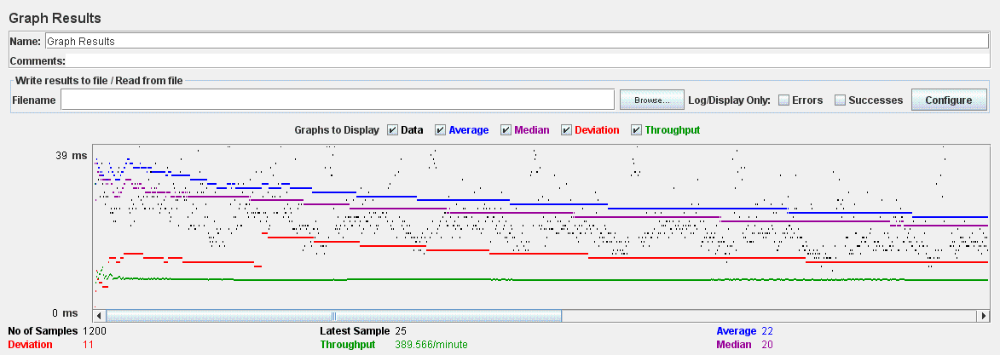 Graph Results
Name: Graph Results
Comments:
Write results to file / Read from file
Filename Browse... Log/Display Only: Errors Successes Configure
Graphs to Display Data Average Median Deviation Throughput
39 ms
0 ms
No of Samples 1200 Latest Sample 25 Average 22
Deviation 11 Throughput 389.566/minute Median 20